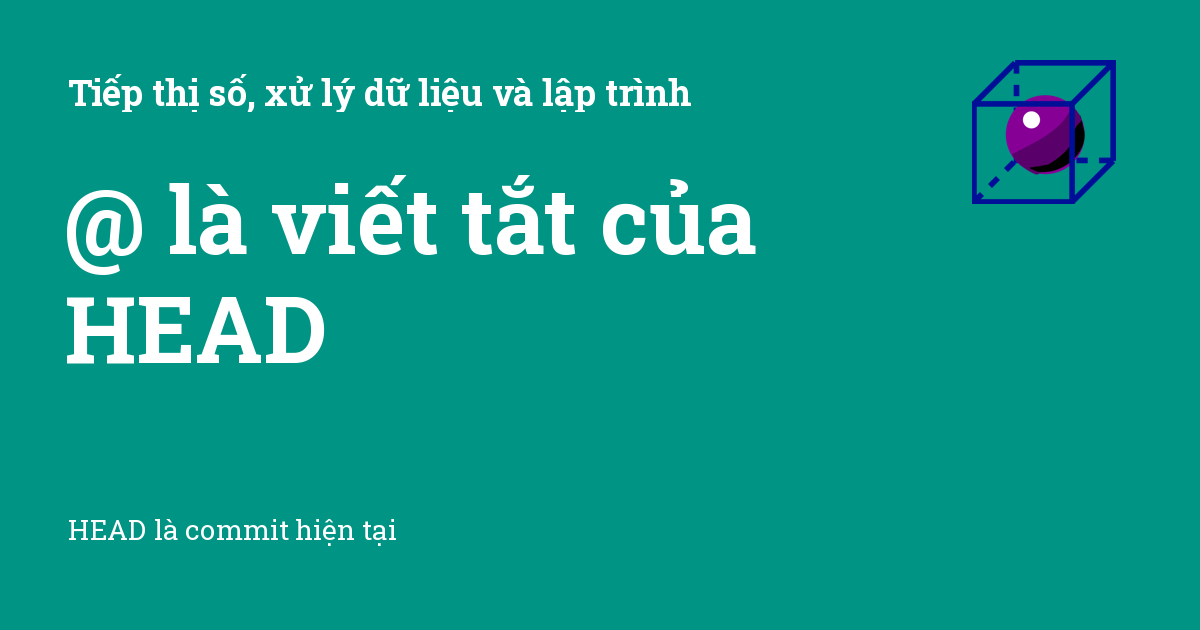 Tiếp thị số, xử lý dữ liệu và lập trình
@ là viết tắt của
HEAD
HEAD là commit hiện tại